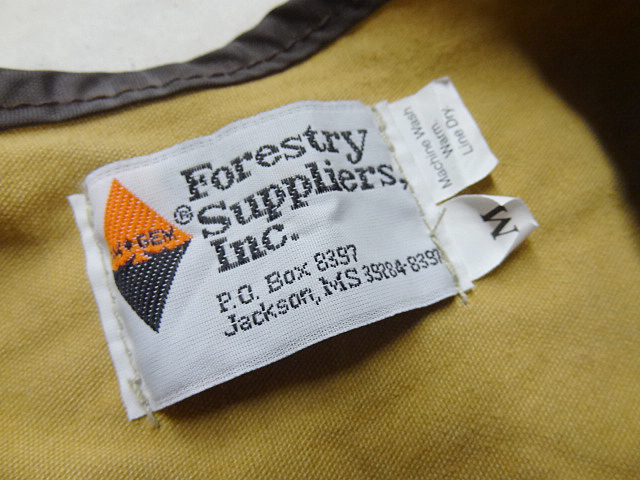 Forestry
® Suppliers,
Inc.
P.O. Box 8397
Jackson, MS 39284-8397
Machine Wash
Warm.
Line Dry.
M